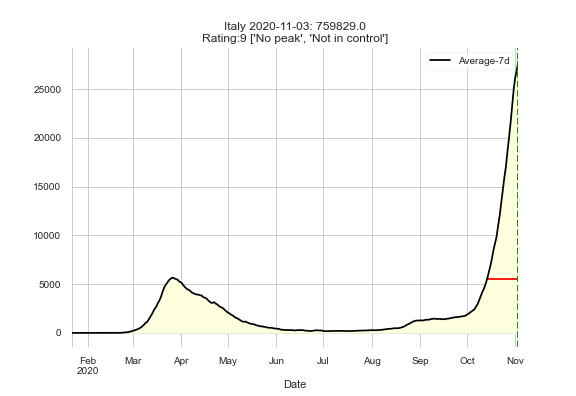 Italy 2020-11-03: 759829.0
Rating:9 ['No peak', 'Not in control']
Average-7d
25000
20000
15000
10000
5000
0
Feb Mar Apr May Jun Jul Aug Sep Oct Nov
2020
Date